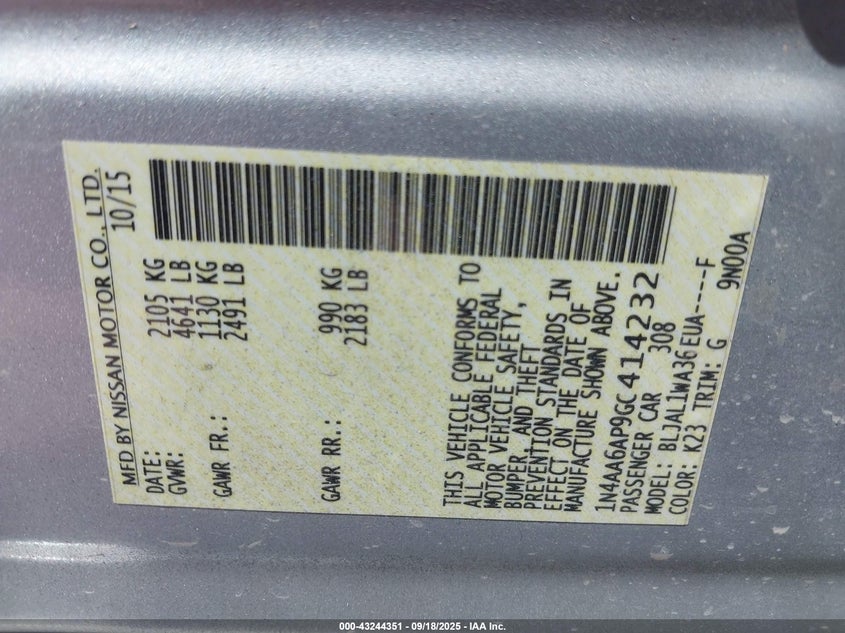 MFD BY NISSAN MOTOR CO., LTD.
DATE: 10/15
GVWR: 2105 KG
4641 LB
GAWR FR.: 1130 KG
2491 LB
GAWR RR.: 990 KG
2183 LB
THIS VEHICLE CONFORMS TO
ALL APPLICABLE FEDERAL
MOTOR VEHICLE SAFETY,
BUMPER, AND THEFT
PREVENTION STANDARDS IN
EFFECT ON THE DATE OF
MANUFACTURE SHOWN ABOVE.
1N4AA6AP9GC414232
PASSENGER CAR 308
MODEL: BLJAL1WA36EUA-----F
COLOR: K23 TRIM: G 9N00A
000-43244351 - 09/18/2025 - IAA Inc.